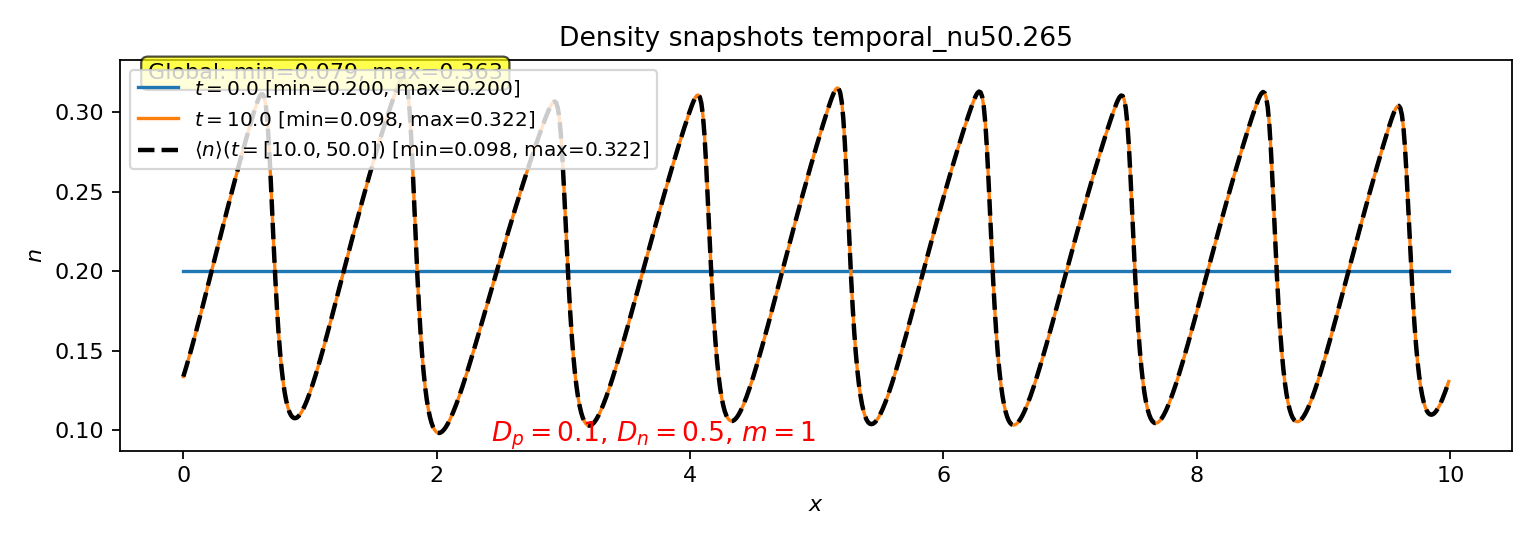 Density snapshots temporal_nu50.265
Global: min=0.079, max=0.363
t = 0.0 [min=0.200, max=0.200]
t = 10.0 [min=0.098, max=0.322]
⟨n⟩(t = [10.0, 50.0]) [min=0.098, max=0.322]
0.30
0.25
0.20
0.15
0.10
n
D_p = 0.1, D_n = 0.5, m = 1
0 2 4 6 8 10
x